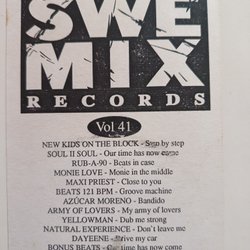 SWE
MIX
RECORDS
Vol 41
NEW KIDS ON THE BLOCK - Step by step
SOUL II SOUL - Our time has now come
RUB-A-90 - Beats in case
MONIE LOVE - Monie in the middle
MAXI PRIEST - Close to you
BEATS 121 BPM - Groove machine
AZÚCAR MORENO - Bandido
ARMY OF LOVERS - My army of lovers
YELLOWMAN - Dub me strong
NATURAL EXPERIENCE - Don't leave me
DAYEENE - Drive my car
BONUS BEATS - Our time has now come